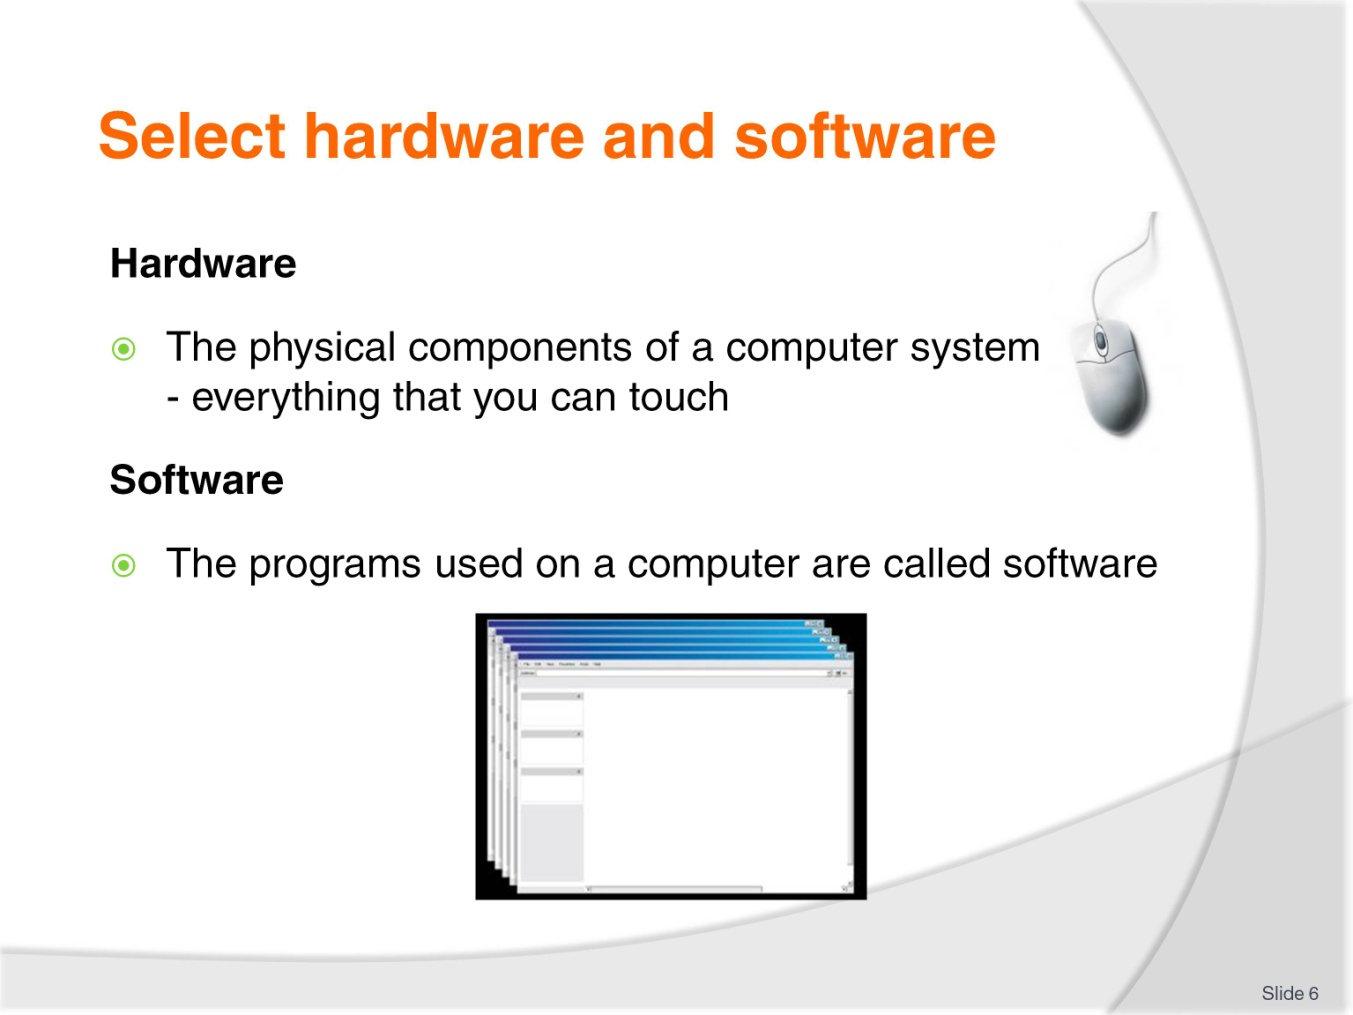 Select hardware and software
Hardware
The physical components of a computer system
- everything that you can touch
Software
The programs used on a computer are called software
Slide 6